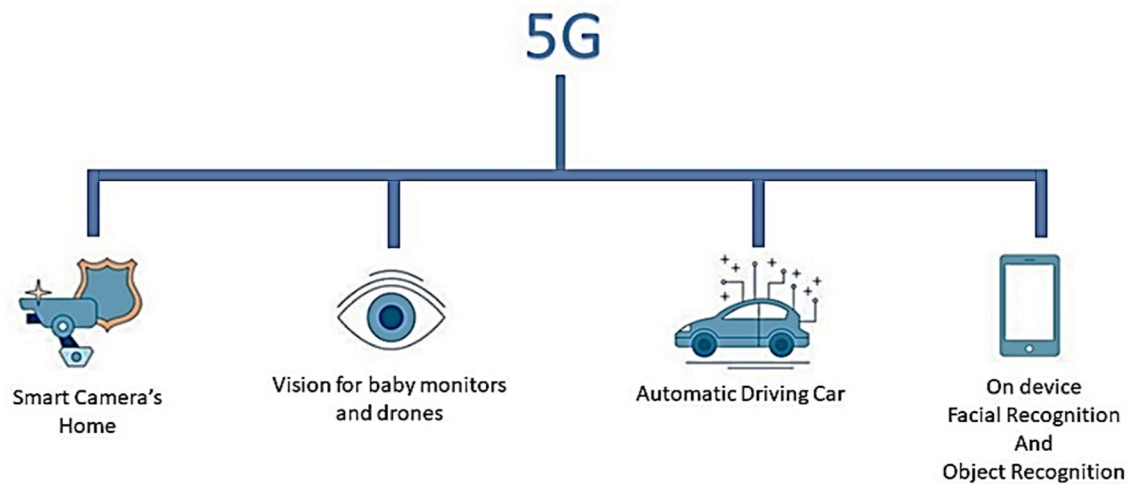 5G
Smart Camera's
Home
Vision for baby monitors
and drones
Automatic Driving Car
On device
Facial Recognition
And
Object Recognition